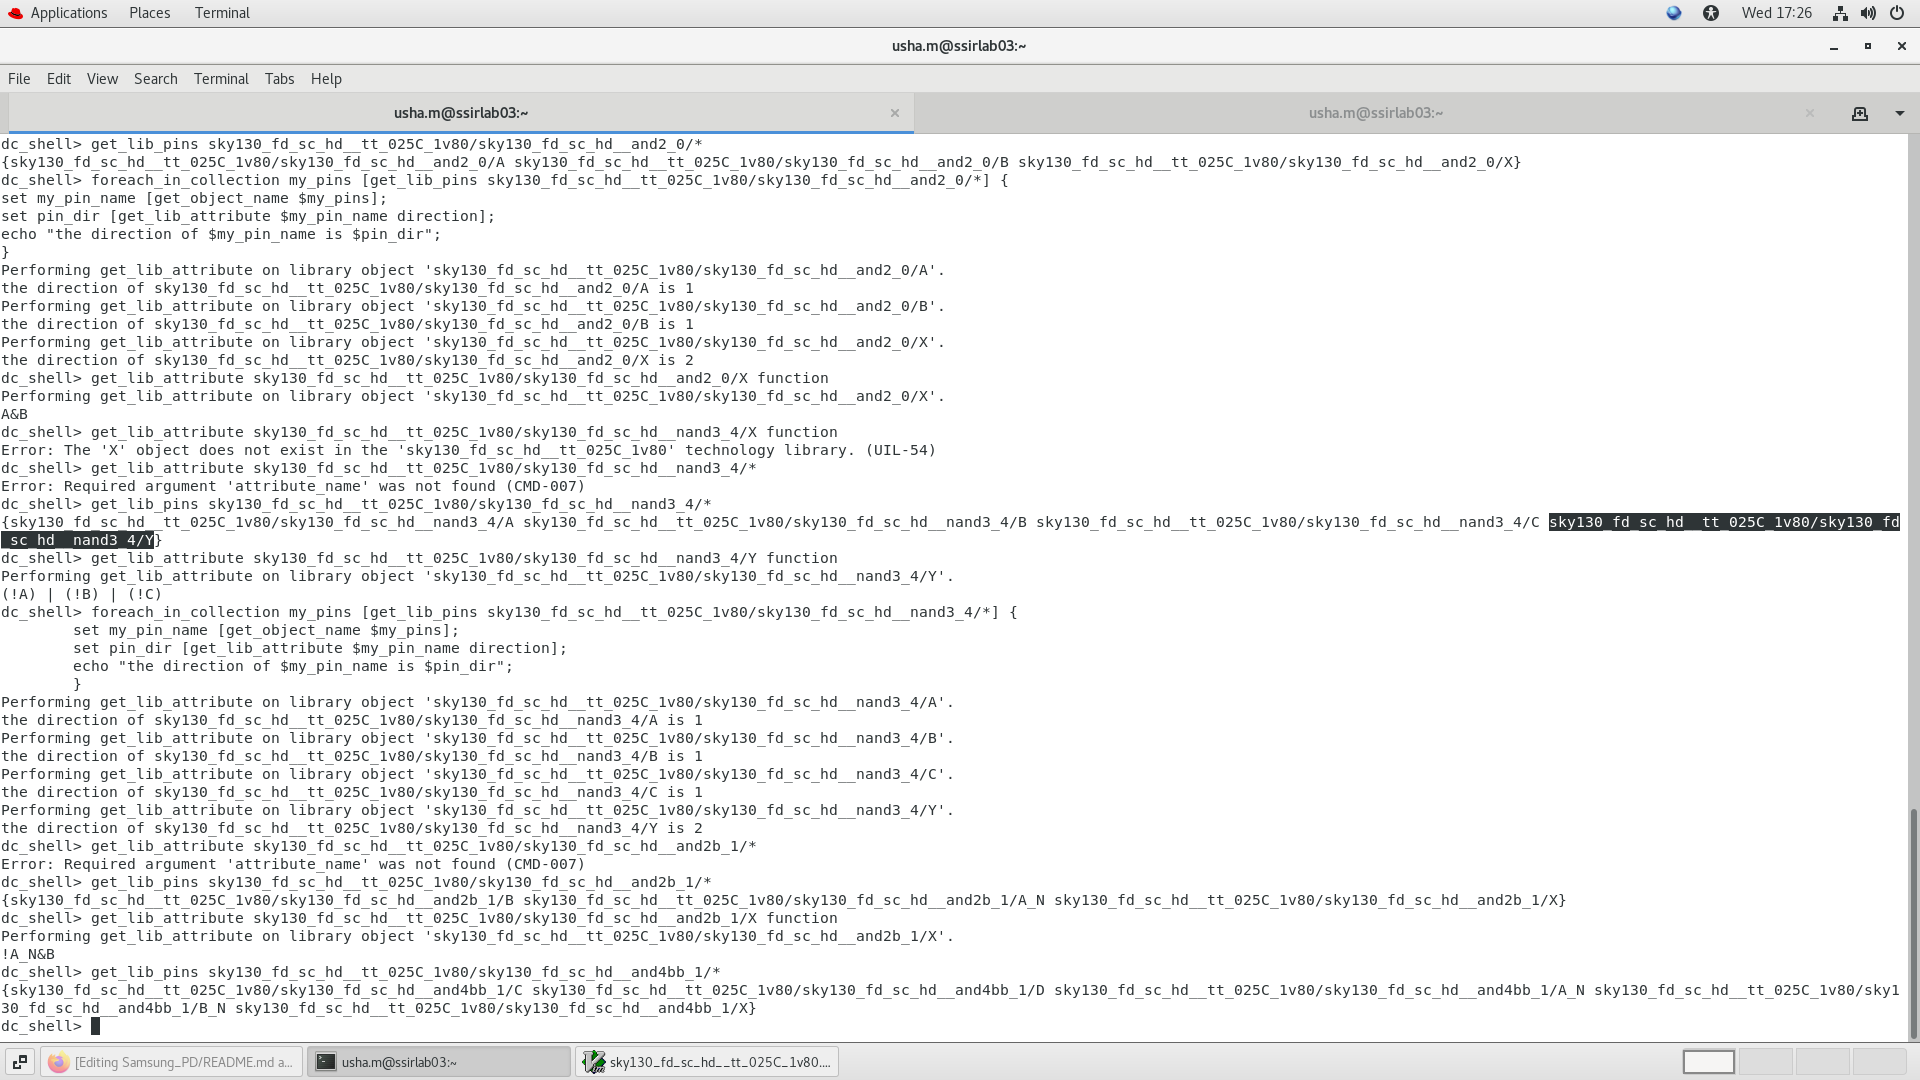 Applications Places Terminal Wed 17:26
usha.m@ssirlab03:~
File Edit View Search Terminal Tabs Help
usha.m@ssirlab03:~ × usha.m@ssirlab03:~ ×
dc_shell> get_lib_pins sky130_fd_sc_hd__tt_025C_1v80/sky130_fd_sc_hd__and2_0/*
{sky130_fd_sc_hd__tt_025C_1v80/sky130_fd_sc_hd__and2_0/A sky130_fd_sc_hd__tt_025C_1v80/sky130_fd_sc_hd__and2_0/B sky130_fd_sc_hd__tt_025C_1v80/sky130_fd_sc_hd__and2_0/X}
dc_shell> foreach_in_collection my_pins [get_lib_pins sky130_fd_sc_hd__tt_025C_1v80/sky130_fd_sc_hd__and2_0/*] {
set my_pin_name [get_object_name $my_pins];
set pin_dir [get_lib_attribute $my_pin_name direction];
echo "the direction of $my_pin_name is $pin_dir";
}
Performing get_lib_attribute on library object 'sky130_fd_sc_hd__tt_025C_1v80/sky130_fd_sc_hd__and2_0/A'.
the direction of sky130_fd_sc_hd__tt_025C_1v80/sky130_fd_sc_hd__and2_0/A is 1
Performing get_lib_attribute on library object 'sky130_fd_sc_hd__tt_025C_1v80/sky130_fd_sc_hd__and2_0/B'.
the direction of sky130_fd_sc_hd__tt_025C_1v80/sky130_fd_sc_hd__and2_0/B is 1
Performing get_lib_attribute on library object 'sky130_fd_sc_hd__tt_025C_1v80/sky130_fd_sc_hd__and2_0/X'.
the direction of sky130_fd_sc_hd__tt_025C_1v80/sky130_fd_sc_hd__and2_0/X is 2
dc_shell> get_lib_attribute sky130_fd_sc_hd__tt_025C_1v80/sky130_fd_sc_hd__and2_0/X function
Performing get_lib_attribute on library object 'sky130_fd_sc_hd__tt_025C_1v80/sky130_fd_sc_hd__and2_0/X'.
A&B
dc_shell> get_lib_attribute sky130_fd_sc_hd__tt_025C_1v80/sky130_fd_sc_hd__nand3_4/X function
Error: The 'X' object does not exist in the 'sky130_fd_sc_hd__tt_025C_1v80' technology library. (UIL-54)
dc_shell> get_lib_attribute sky130_fd_sc_hd__tt_025C_1v80/sky130_fd_sc_hd__nand3_4/*
Error: Required argument 'attribute_name' was not found (CMD-007)
dc_shell> get_lib_pins sky130_fd_sc_hd__tt_025C_1v80/sky130_fd_sc_hd__nand3_4/*
{sky130_fd_sc_hd__tt_025C_1v80/sky130_fd_sc_hd__nand3_4/A sky130_fd_sc_hd__tt_025C_1v80/sky130_fd_sc_hd__nand3_4/B sky130_fd_sc_hd__tt_025C_1v80/sky130_fd_sc_hd__nand3_4/C sky130_fd_sc_hd__tt_025C_1v80/sky130_fd
_sc_hd__nand3_4/Y}
dc_shell> get_lib_attribute sky130_fd_sc_hd__tt_025C_1v80/sky130_fd_sc_hd__nand3_4/Y function
Performing get_lib_attribute on library object 'sky130_fd_sc_hd__tt_025C_1v80/sky130_fd_sc_hd__nand3_4/Y'.
(!A) | (!B) | (!C)
dc_shell> foreach_in_collection my_pins [get_lib_pins sky130_fd_sc_hd__tt_025C_1v80/sky130_fd_sc_hd__nand3_4/*] {
set my_pin_name [get_object_name $my_pins];
set pin_dir [get_lib_attribute $my_pin_name direction];
echo "the direction of $my_pin_name is $pin_dir";
}
Performing get_lib_attribute on library object 'sky130_fd_sc_hd__tt_025C_1v80/sky130_fd_sc_hd__nand3_4/A'.
the direction of sky130_fd_sc_hd__tt_025C_1v80/sky130_fd_sc_hd__nand3_4/A is 1
Performing get_lib_attribute on library object 'sky130_fd_sc_hd__tt_025C_1v80/sky130_fd_sc_hd__nand3_4/B'.
the direction of sky130_fd_sc_hd__tt_025C_1v80/sky130_fd_sc_hd__nand3_4/B is 1
Performing get_lib_attribute on library object 'sky130_fd_sc_hd__tt_025C_1v80/sky130_fd_sc_hd__nand3_4/C'.
the direction of sky130_fd_sc_hd__tt_025C_1v80/sky130_fd_sc_hd__nand3_4/C is 1
Performing get_lib_attribute on library object 'sky130_fd_sc_hd__tt_025C_1v80/sky130_fd_sc_hd__nand3_4/Y'.
the direction of sky130_fd_sc_hd__tt_025C_1v80/sky130_fd_sc_hd__nand3_4/Y is 2
dc_shell> get_lib_attribute sky130_fd_sc_hd__tt_025C_1v80/sky130_fd_sc_hd__and2b_1/*
Error: Required argument 'attribute_name' was not found (CMD-007)
dc_shell> get_lib_pins sky130_fd_sc_hd__tt_025C_1v80/sky130_fd_sc_hd__and2b_1/*
{sky130_fd_sc_hd__tt_025C_1v80/sky130_fd_sc_hd__and2b_1/B sky130_fd_sc_hd__tt_025C_1v80/sky130_fd_sc_hd__and2b_1/A_N sky130_fd_sc_hd__tt_025C_1v80/sky130_fd_sc_hd__and2b_1/X}
dc_shell> get_lib_attribute sky130_fd_sc_hd__tt_025C_1v80/sky130_fd_sc_hd__and2b_1/X function
Performing get_lib_attribute on library object 'sky130_fd_sc_hd__tt_025C_1v80/sky130_fd_sc_hd__and2b_1/X'.
!A_N&B
dc_shell> get_lib_pins sky130_fd_sc_hd__tt_025C_1v80/sky130_fd_sc_hd__and4bb_1/*
{sky130_fd_sc_hd__tt_025C_1v80/sky130_fd_sc_hd__and4bb_1/C sky130_fd_sc_hd__tt_025C_1v80/sky130_fd_sc_hd__and4bb_1/D sky130_fd_sc_hd__tt_025C_1v80/sky130_fd_sc_hd__and4bb_1/A_N sky130_fd_sc_hd__tt_025C_1v80/sky1
30_fd_sc_hd__and4bb_1/B_N sky130_fd_sc_hd__tt_025C_1v80/sky130_fd_sc_hd__and4bb_1/X}
dc_shell>
[Editing Samsung_PD/README.md a... usha.m@ssirlab03:~ sky130_fd_sc_hd__tt_025C_1v80....